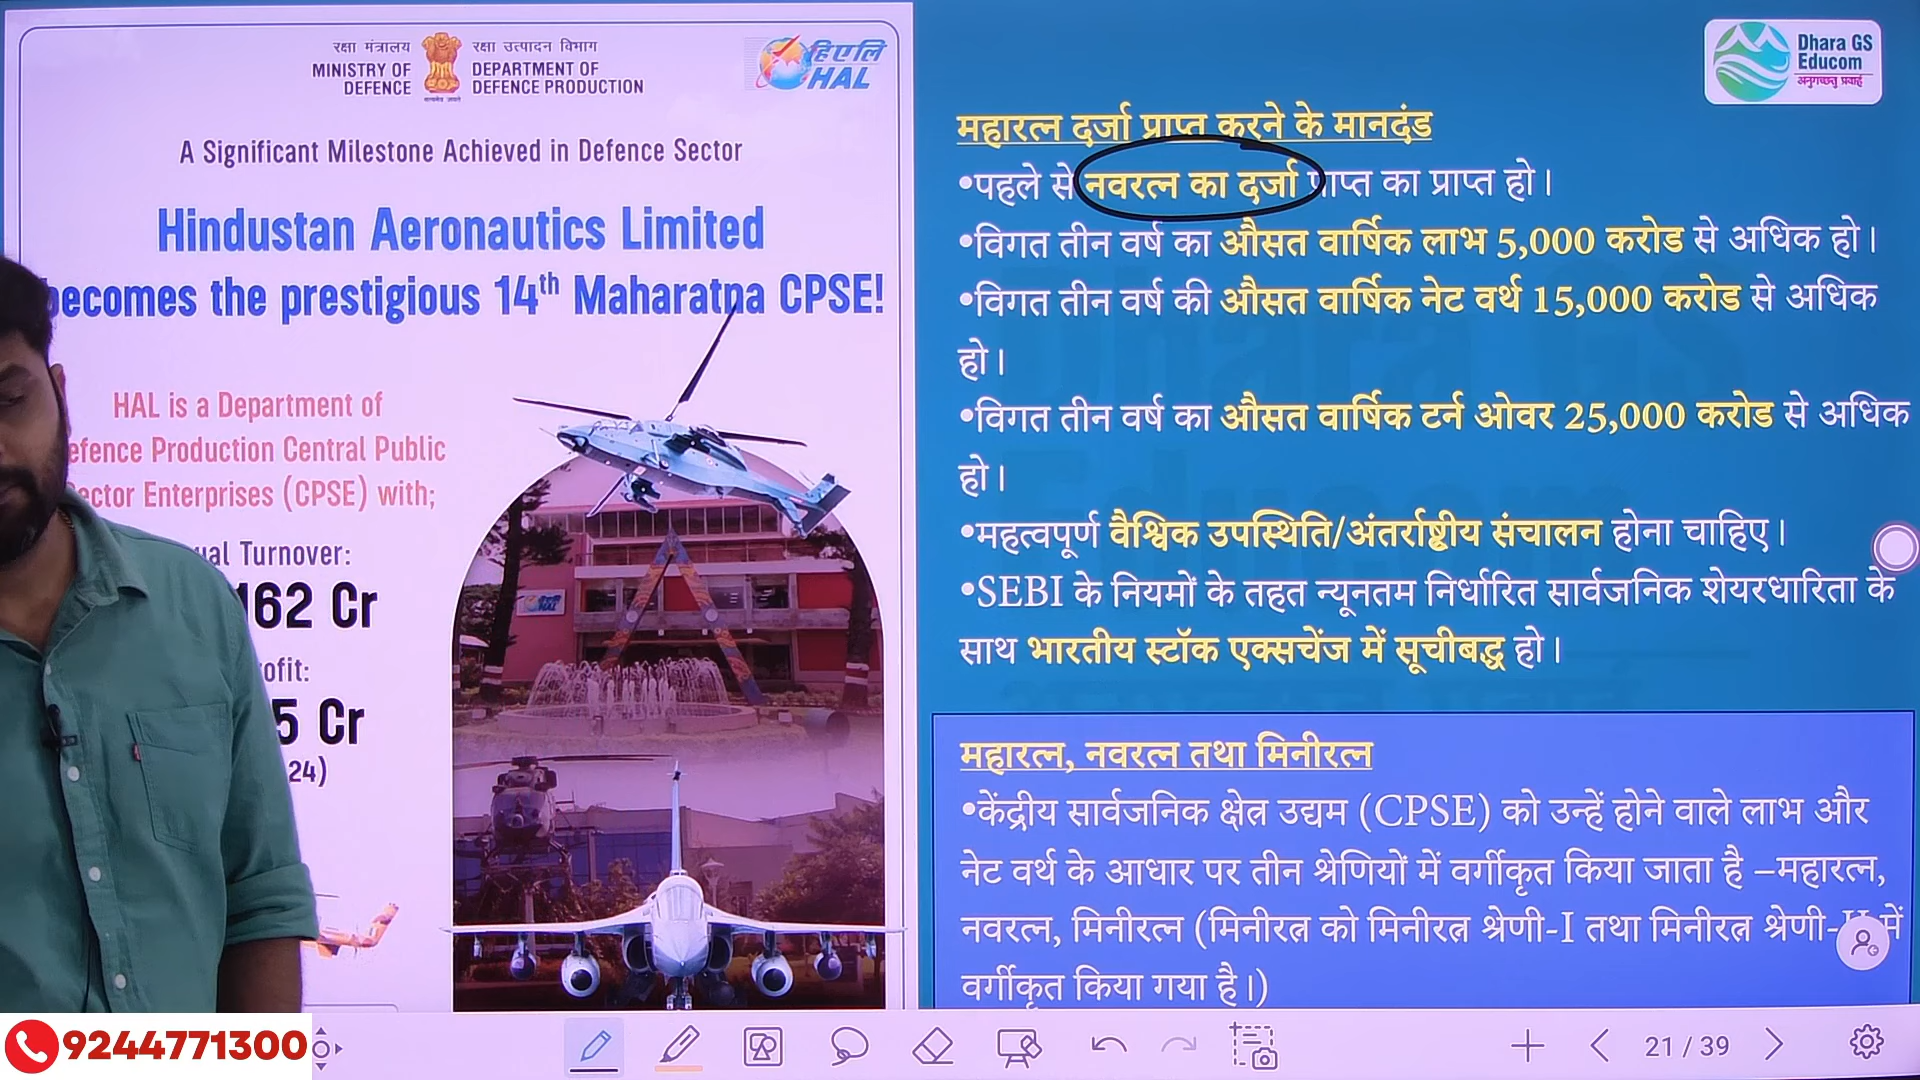 रक्षा मंत्रालय
MINISTRY OF
DEFENCE
रक्षा उत्पादन विभाग
DEPARTMENT OF
DEFENCE PRODUCTION
हिएलि
HAL
A Significant Milestone Achieved in Defence Sector
Hindustan Aeronautics Limited
becomes the prestigious 14th Maharatna CPSE!
HAL is a Department of
efence Production Central Public
ector Enterprises (CPSE) with;
ual Turnover:
162 Cr
ofit:
5 Cr
24)
Dhara GS
Educom
अनुगच्छतु प्रवाहं
महारत्न दर्जा प्राप्त करने के मानदंड
•पहले से नवरत्न का दर्जा प्राप्त का प्राप्त हो।
•विगत तीन वर्ष का औसत वार्षिक लाभ 5,000 करोड से अधिक हो।
•विगत तीन वर्ष की औसत वार्षिक नेट वर्थ 15,000 करोड से अधिक
हो।
•विगत तीन वर्ष का औसत वार्षिक टर्न ओवर 25,000 करोड से अधिक
हो।
•महत्वपूर्ण वैश्विक उपस्थिति/अंतर्राष्ट्रीय संचालन होना चाहिए।
•SEBI के नियमों के तहत न्यूनतम निर्धारित सार्वजनिक शेयरधारिता के
साथ भारतीय स्टॉक एक्सचेंज में सूचीबद्ध हो।
महारत्न, नवरत्न तथा मिनीरत्न
•केंद्रीय सार्वजनिक क्षेत्र उद्यम (CPSE) को उन्हें होने वाले लाभ और
नेट वर्थ के आधार पर तीन श्रेणियों में वर्गीकृत किया जाता है –महारत्न,
नवरत्न, मिनीरत्न (मिनीरत्न को मिनीरत्न श्रेणी-I तथा मिनीरत्न श्रेणी-II में
वर्गीकृत किया गया है।)
9244771300
21 / 39